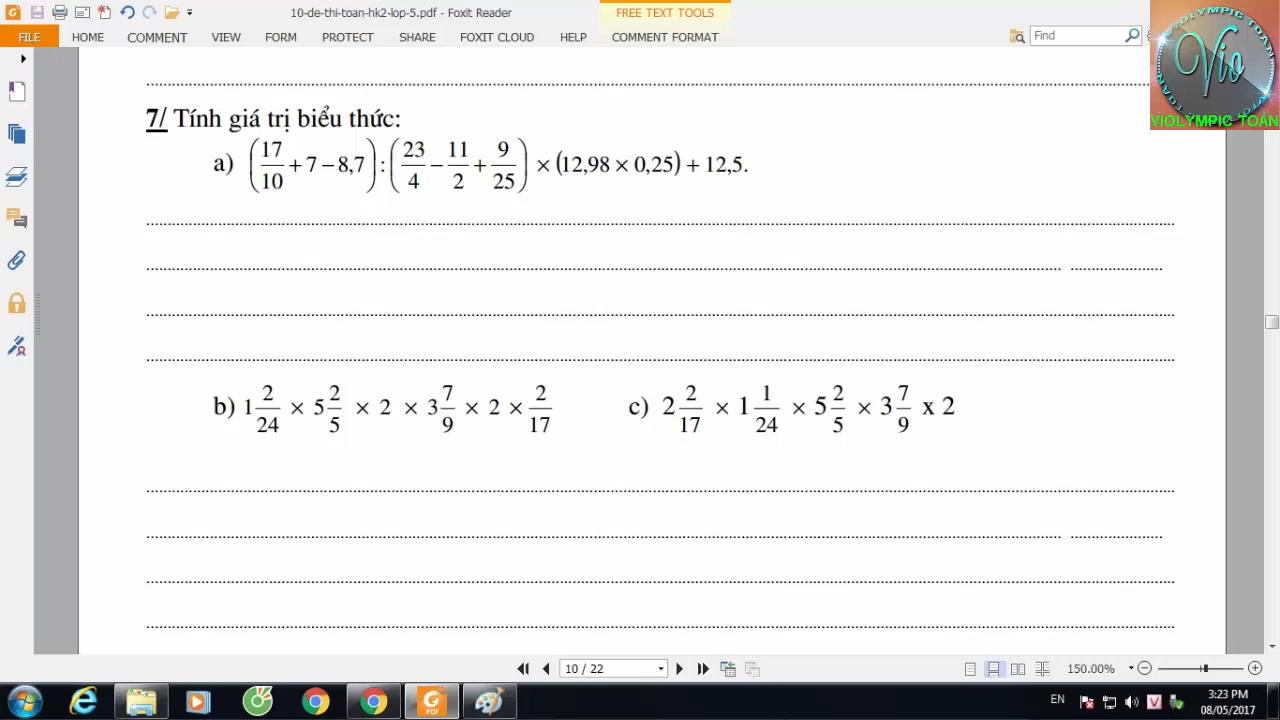 10-de-thi-toan-hk2-lop-5.pdf - Foxit Reader
FREE TEXT TOOLS
FILE HOME COMMENT VIEW FORM PROTECT SHARE FOXIT CLOUD HELP COMMENT FORMAT Find
Vio
VIOLYMPIC TOÁN
7/ Tính giá trị biểu thức:
a) (17/10 + 7 − 8,7) : (23/4 − 11/2 + 9/25) × (12,98 × 0,25) + 12,5.
b) 1 2/24 × 5 2/5 × 2 × 3 7/9 × 2 × 2/17 c) 2 2/17 × 1 1/24 × 5 2/5 × 3 7/9 x 2
10 / 22 150.00%
PDF
EN V 3:23 PM
08/05/2017